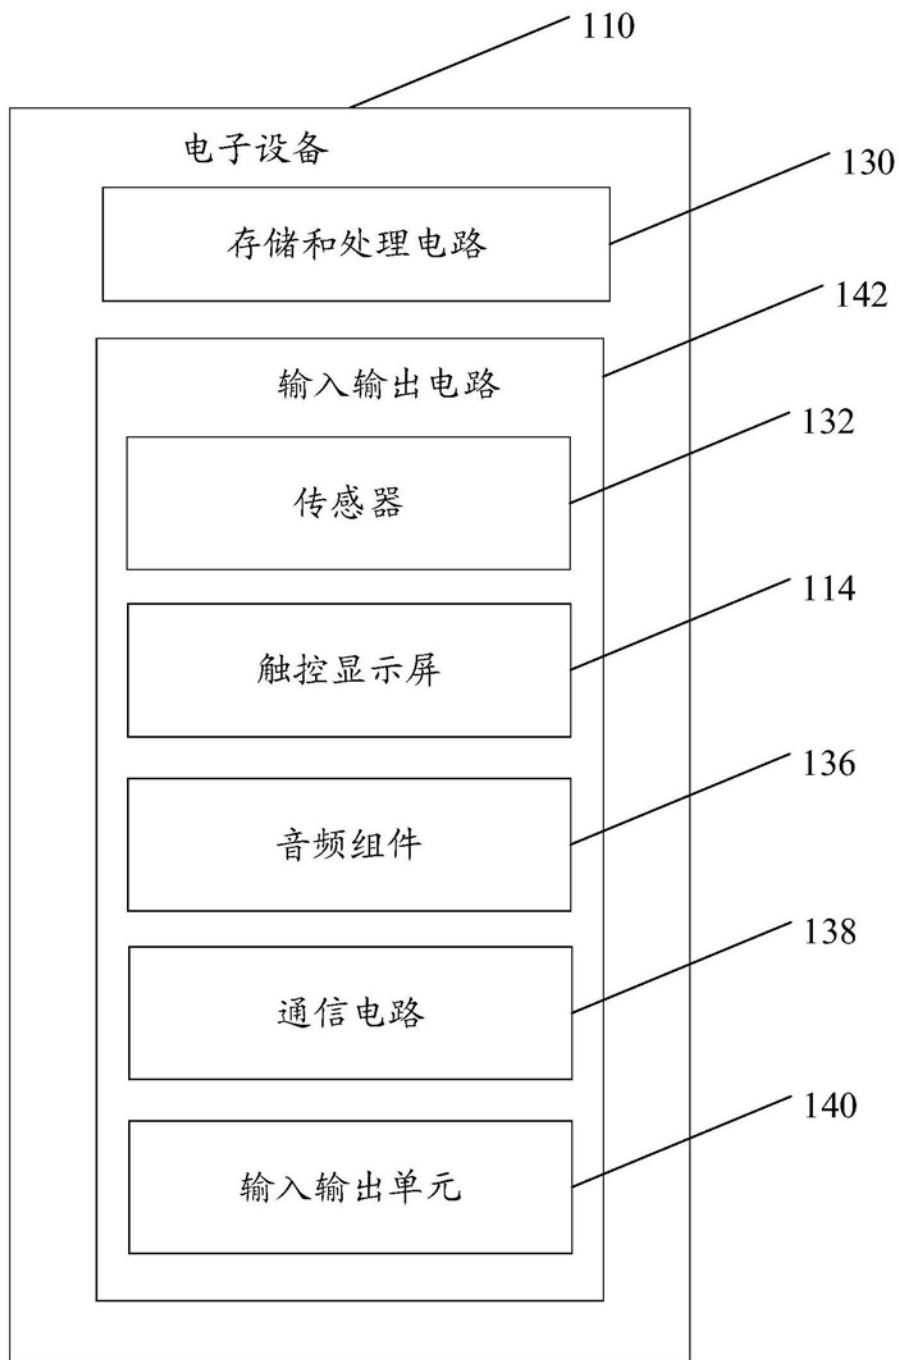 110
电子设备
130
存储和处理电路
142
输入输出电路
132
传感器
114
触控显示屏
136
音频组件
138
通信电路
140
输入输出单元